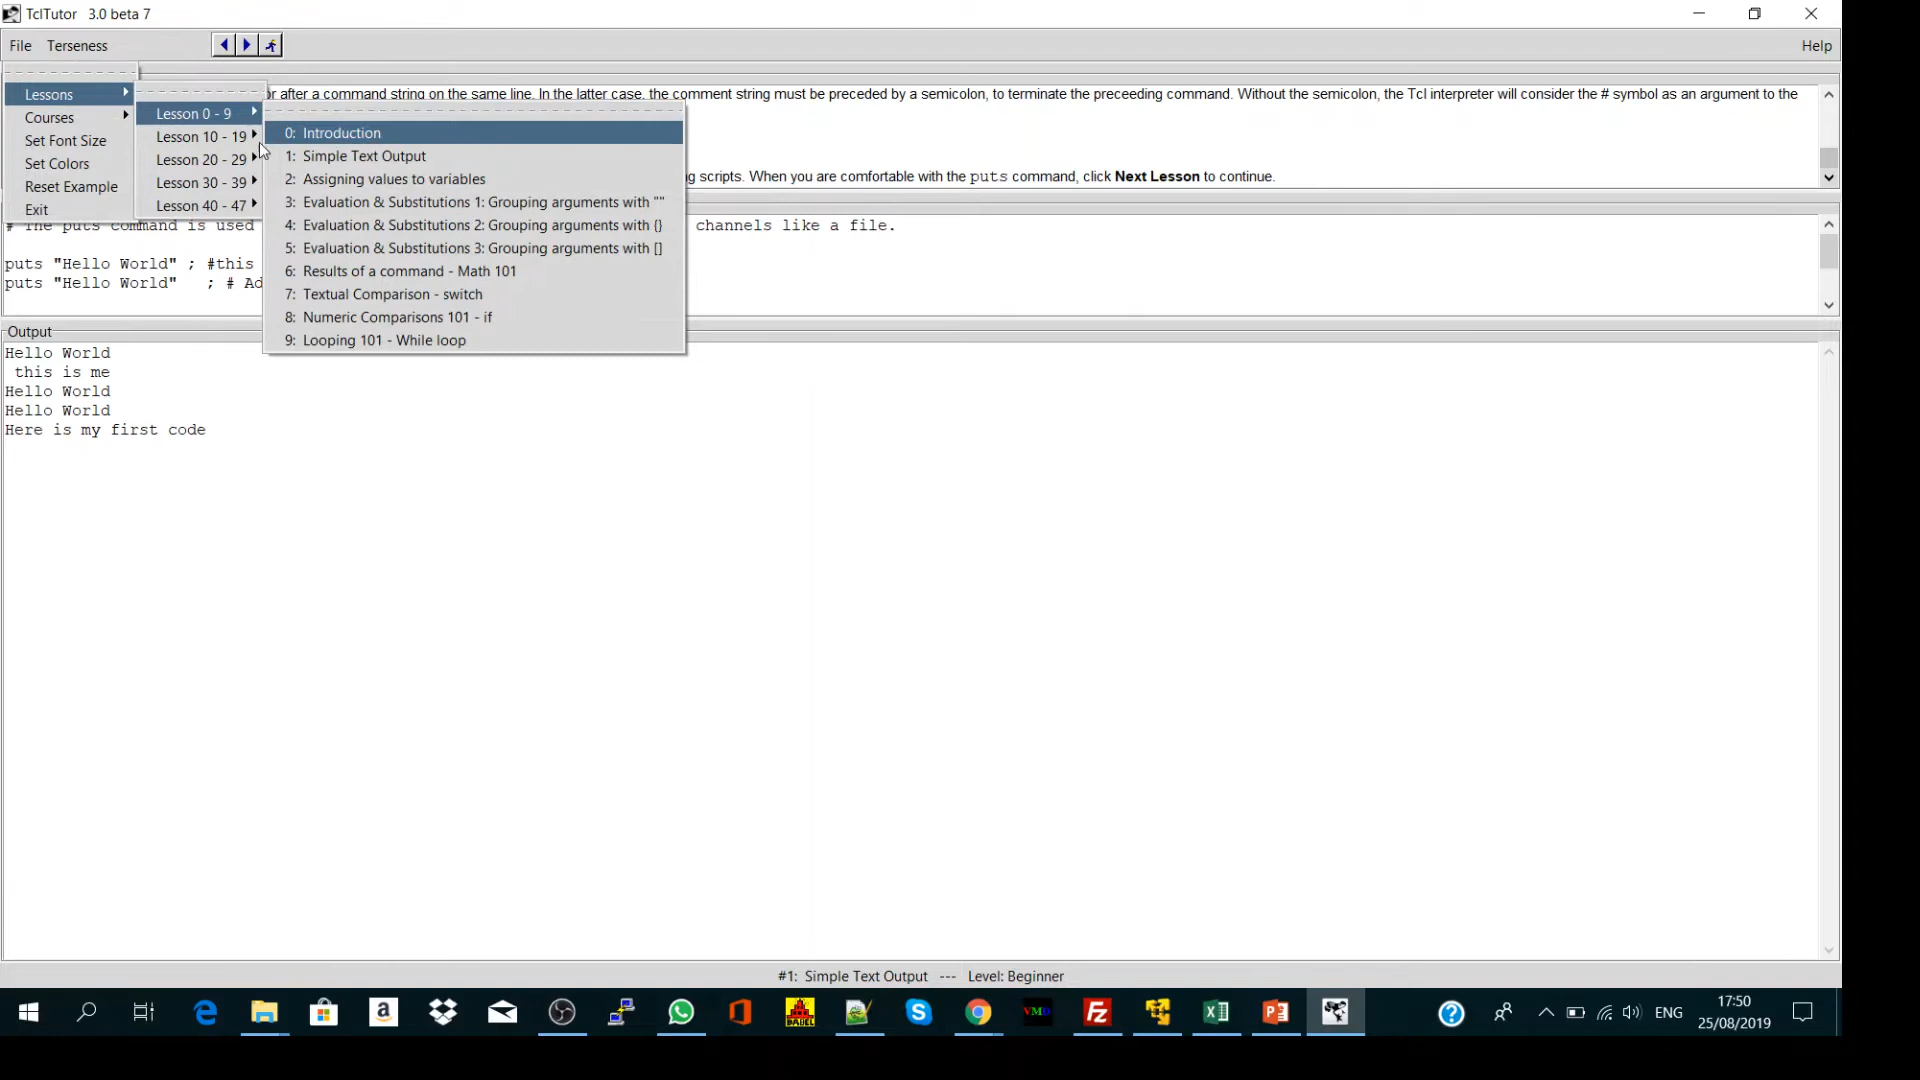 TclTutor 3.0 beta 7
File Terseness Help
Lessons
Courses
Set Font Size
Set Colors
Reset Example
Exit
Lesson 0 - 9
Lesson 10 - 19
Lesson 20 - 29
Lesson 30 - 39
Lesson 40 - 47
0: Introduction
1: Simple Text Output
2: Assigning values to variables
3: Evaluation & Substitutions 1: Grouping arguments with ""
4: Evaluation & Substitutions 2: Grouping arguments with {}
5: Evaluation & Substitutions 3: Grouping arguments with []
6: Results of a command - Math 101
7: Textual Comparison - switch
8: Numeric Comparisons 101 - if
9: Looping 101 - While loop
or after a command string on the same line. In the latter case, the comment string must be preceded by a semicolon, to terminate the preceeding command. Without the semicolon, the Tcl interpreter will consider the # symbol as an argument to the
g scripts. When you are comfortable with the puts command, click Next Lesson to continue.
# The puts command is used channels like a file.
puts "Hello World" ; #this
puts "Hello World" ; # Ad
Output
Hello World
this is me
Hello World
Hello World
Here is my first code
#1: Simple Text Output --- Level: Beginner
BABEL
VMD
ENG
17:50
25/08/2019